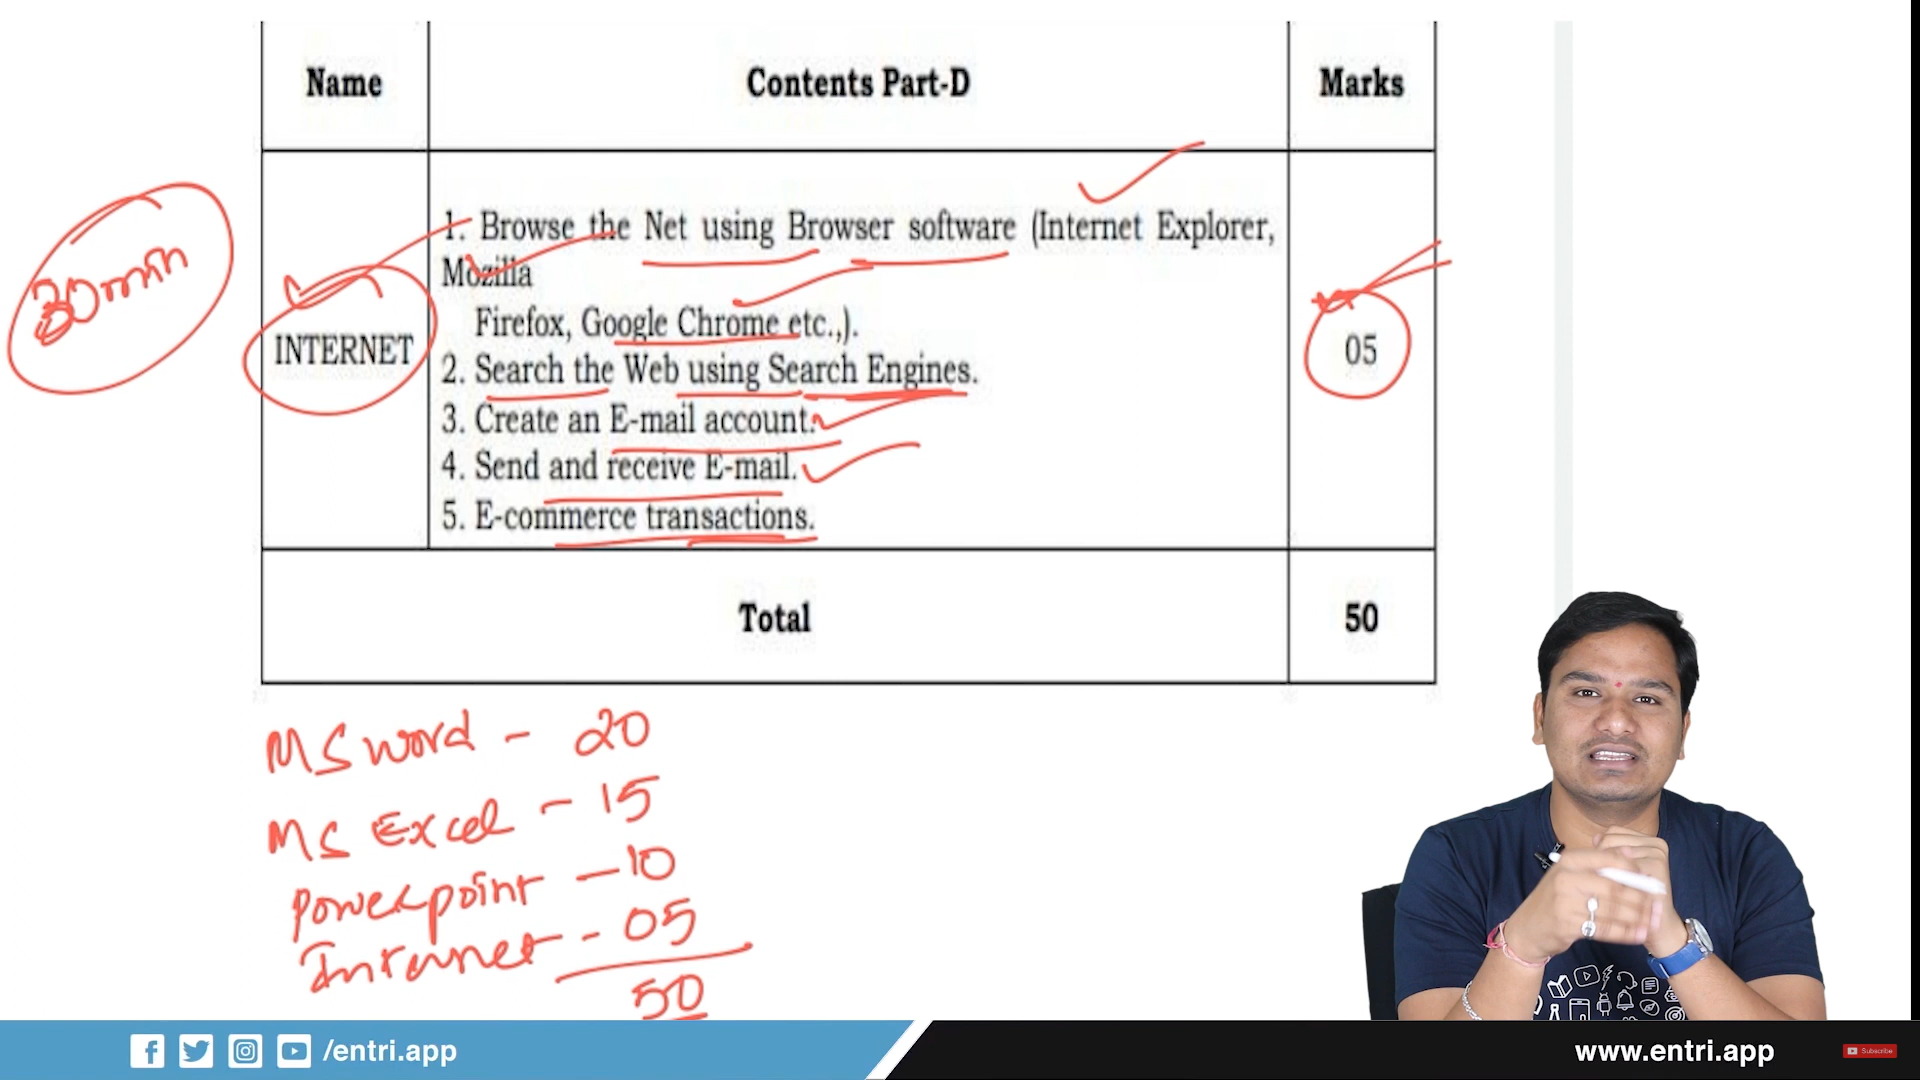 Name Contents Part-D Marks
30min
1. Browse the Net using Browser software (Internet Explorer,
Mozilla
Firefox, Google Chrome etc.,).
INTERNET
05
2. Search the Web using Search Engines.
3. Create an E-mail account.
4. Send and receive E-mail.
5. E-commerce transactions.
Total 50
MS word - 20
MS Excel - 15
Powerpoint - 10
Internet - 05
50
/entri.app
www.entri.app
Subscribe